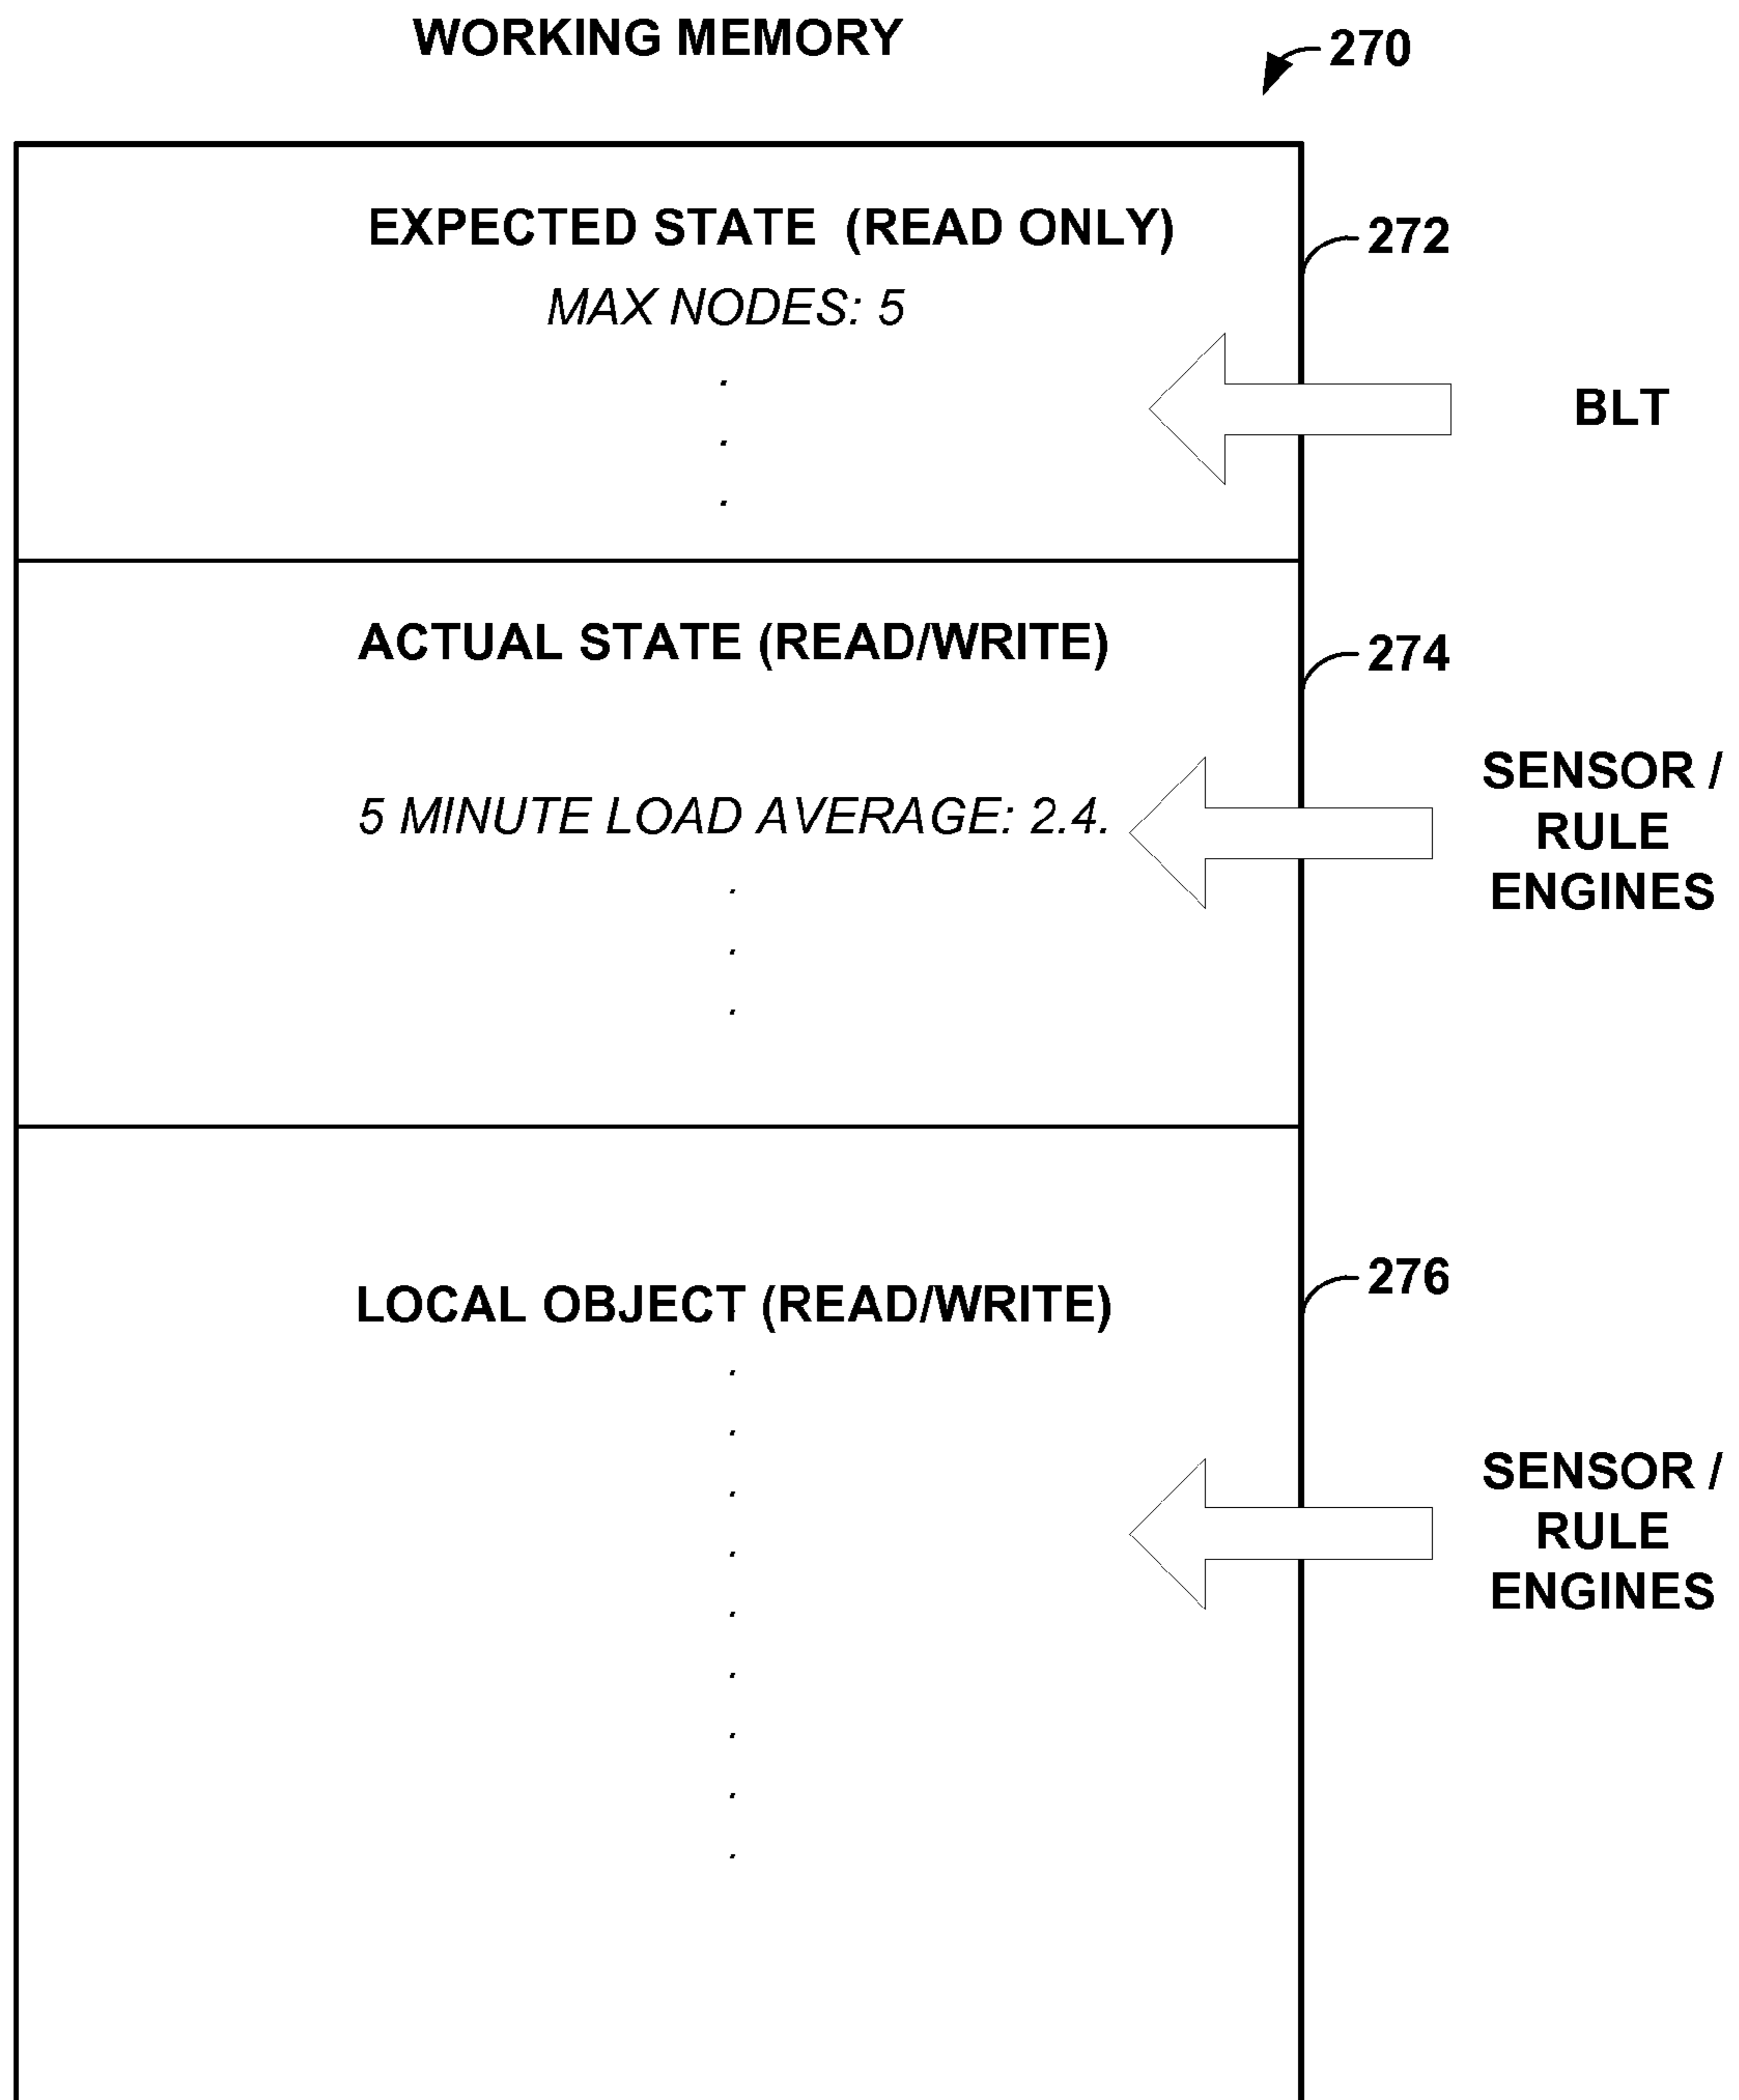 WORKING MEMORY
270
EXPECTED STATE (READ ONLY)
272
MAX NODES: 5
.
BLT
.
.
ACTUAL STATE (READ/WRITE)
274
SENSOR /
RULE
ENGINES
5 MINUTE LOAD AVERAGE: 2.4.
.
.
.
LOCAL OBJECT (READ/WRITE)
276
.
.
.
.
.
.
.
.
.
SENSOR /
RULE
ENGINES